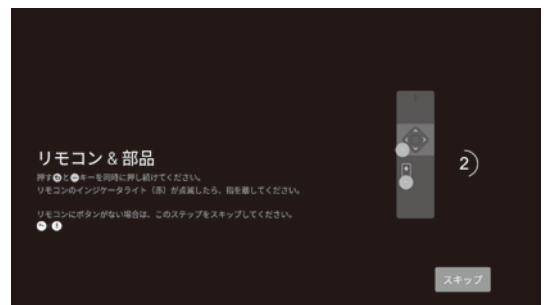 リモコン & 部品
押すとキーを同時に押し続けてください。
リモコンのインジケータライト（赤）が点滅したら、指を離してください。
リモコンにボタンがない場合は、このステップをスキップしてください。
2
スキップ